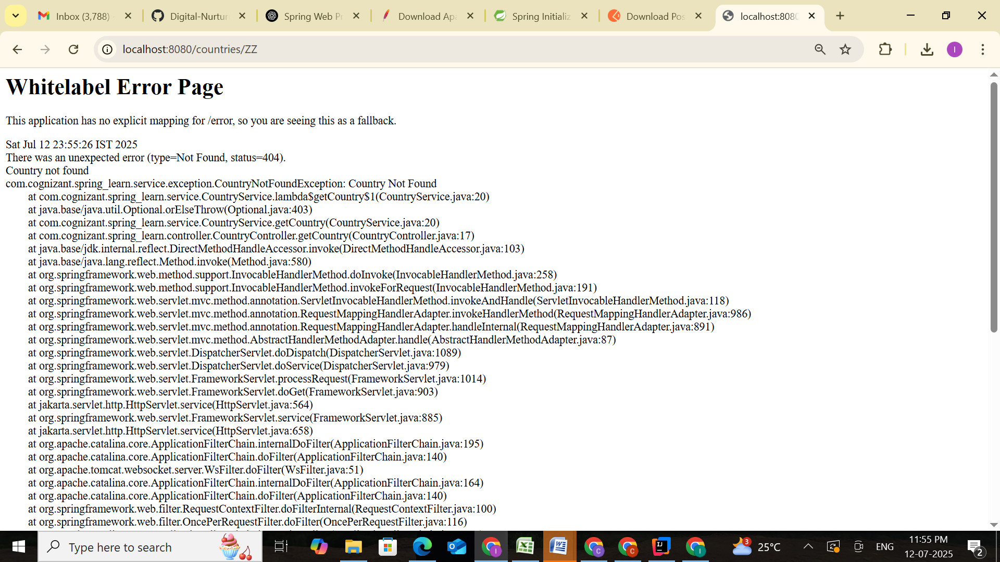 Inbox (3,788)
Digital-Nurtur
Spring Web Pr
Download Apa
Spring Initializ
Download Pos
localhost:8080
localhost:8080/countries/ZZ
I
Whitelabel Error Page
This application has no explicit mapping for /error, so you are seeing this as a fallback.
Sat Jul 12 23:55:26 IST 2025
There was an unexpected error (type=Not Found, status=404).
Country not found
com.cognizant.spring_learn.service.exception.CountryNotFoundException: Country Not Found
at com.cognizant.spring_learn.service.CountryService.lambda$getCountry$1(CountryService.java:20)
at java.base/java.util.Optional.orElseThrow(Optional.java:403)
at com.cognizant.spring_learn.service.CountryService.getCountry(CountryService.java:20)
at com.cognizant.spring_learn.controller.CountryController.getCountry(CountryController.java:17)
at java.base/jdk.internal.reflect.DirectMethodHandleAccessor.invoke(DirectMethodHandleAccessor.java:103)
at java.base/java.lang.reflect.Method.invoke(Method.java:580)
at org.springframework.web.method.support.InvocableHandlerMethod.doInvoke(InvocableHandlerMethod.java:258)
at org.springframework.web.method.support.InvocableHandlerMethod.invokeForRequest(InvocableHandlerMethod.java:191)
at org.springframework.web.servlet.mvc.method.annotation.ServletInvocableHandlerMethod.invokeAndHandle(ServletInvocableHandlerMethod.java:118)
at org.springframework.web.servlet.mvc.method.annotation.RequestMappingHandlerAdapter.invokeHandlerMethod(RequestMappingHandlerAdapter.java:986)
at org.springframework.web.servlet.mvc.method.annotation.RequestMappingHandlerAdapter.handleInternal(RequestMappingHandlerAdapter.java:891)
at org.springframework.web.servlet.mvc.method.AbstractHandlerMethodAdapter.handle(AbstractHandlerMethodAdapter.java:87)
at org.springframework.web.servlet.DispatcherServlet.doDispatch(DispatcherServlet.java:1089)
at org.springframework.web.servlet.DispatcherServlet.doService(DispatcherServlet.java:979)
at org.springframework.web.servlet.FrameworkServlet.processRequest(FrameworkServlet.java:1014)
at org.springframework.web.servlet.FrameworkServlet.doGet(FrameworkServlet.java:903)
at jakarta.servlet.http.HttpServlet.service(HttpServlet.java:564)
at org.springframework.web.servlet.FrameworkServlet.service(FrameworkServlet.java:885)
at jakarta.servlet.http.HttpServlet.service(HttpServlet.java:658)
at org.apache.catalina.core.ApplicationFilterChain.internalDoFilter(ApplicationFilterChain.java:195)
at org.apache.catalina.core.ApplicationFilterChain.doFilter(ApplicationFilterChain.java:140)
at org.apache.tomcat.websocket.server.WsFilter.doFilter(WsFilter.java:51)
at org.apache.catalina.core.ApplicationFilterChain.internalDoFilter(ApplicationFilterChain.java:164)
at org.apache.catalina.core.ApplicationFilterChain.doFilter(ApplicationFilterChain.java:140)
at org.springframework.web.filter.RequestContextFilter.doFilterInternal(RequestContextFilter.java:100)
at org.springframework.web.filter.OncePerRequestFilter.doFilter(OncePerRequestFilter.java:116)
Type here to search
3
25°C
ENG
11:55 PM
12-07-2025
2